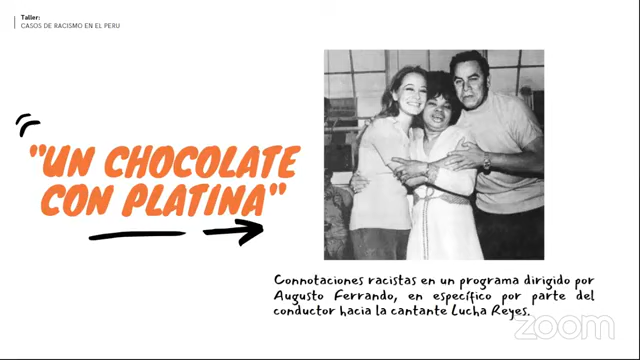 Taller:
CASOS DE RACISMO EN EL PERU
"UN CHOCOLATE
CON PLATINA"
Connotaciones racistas en un programa dirigido por
Augusto Ferrando, en específico por parte del
conductor hacia la cantante Lucha Reyes.
zoom